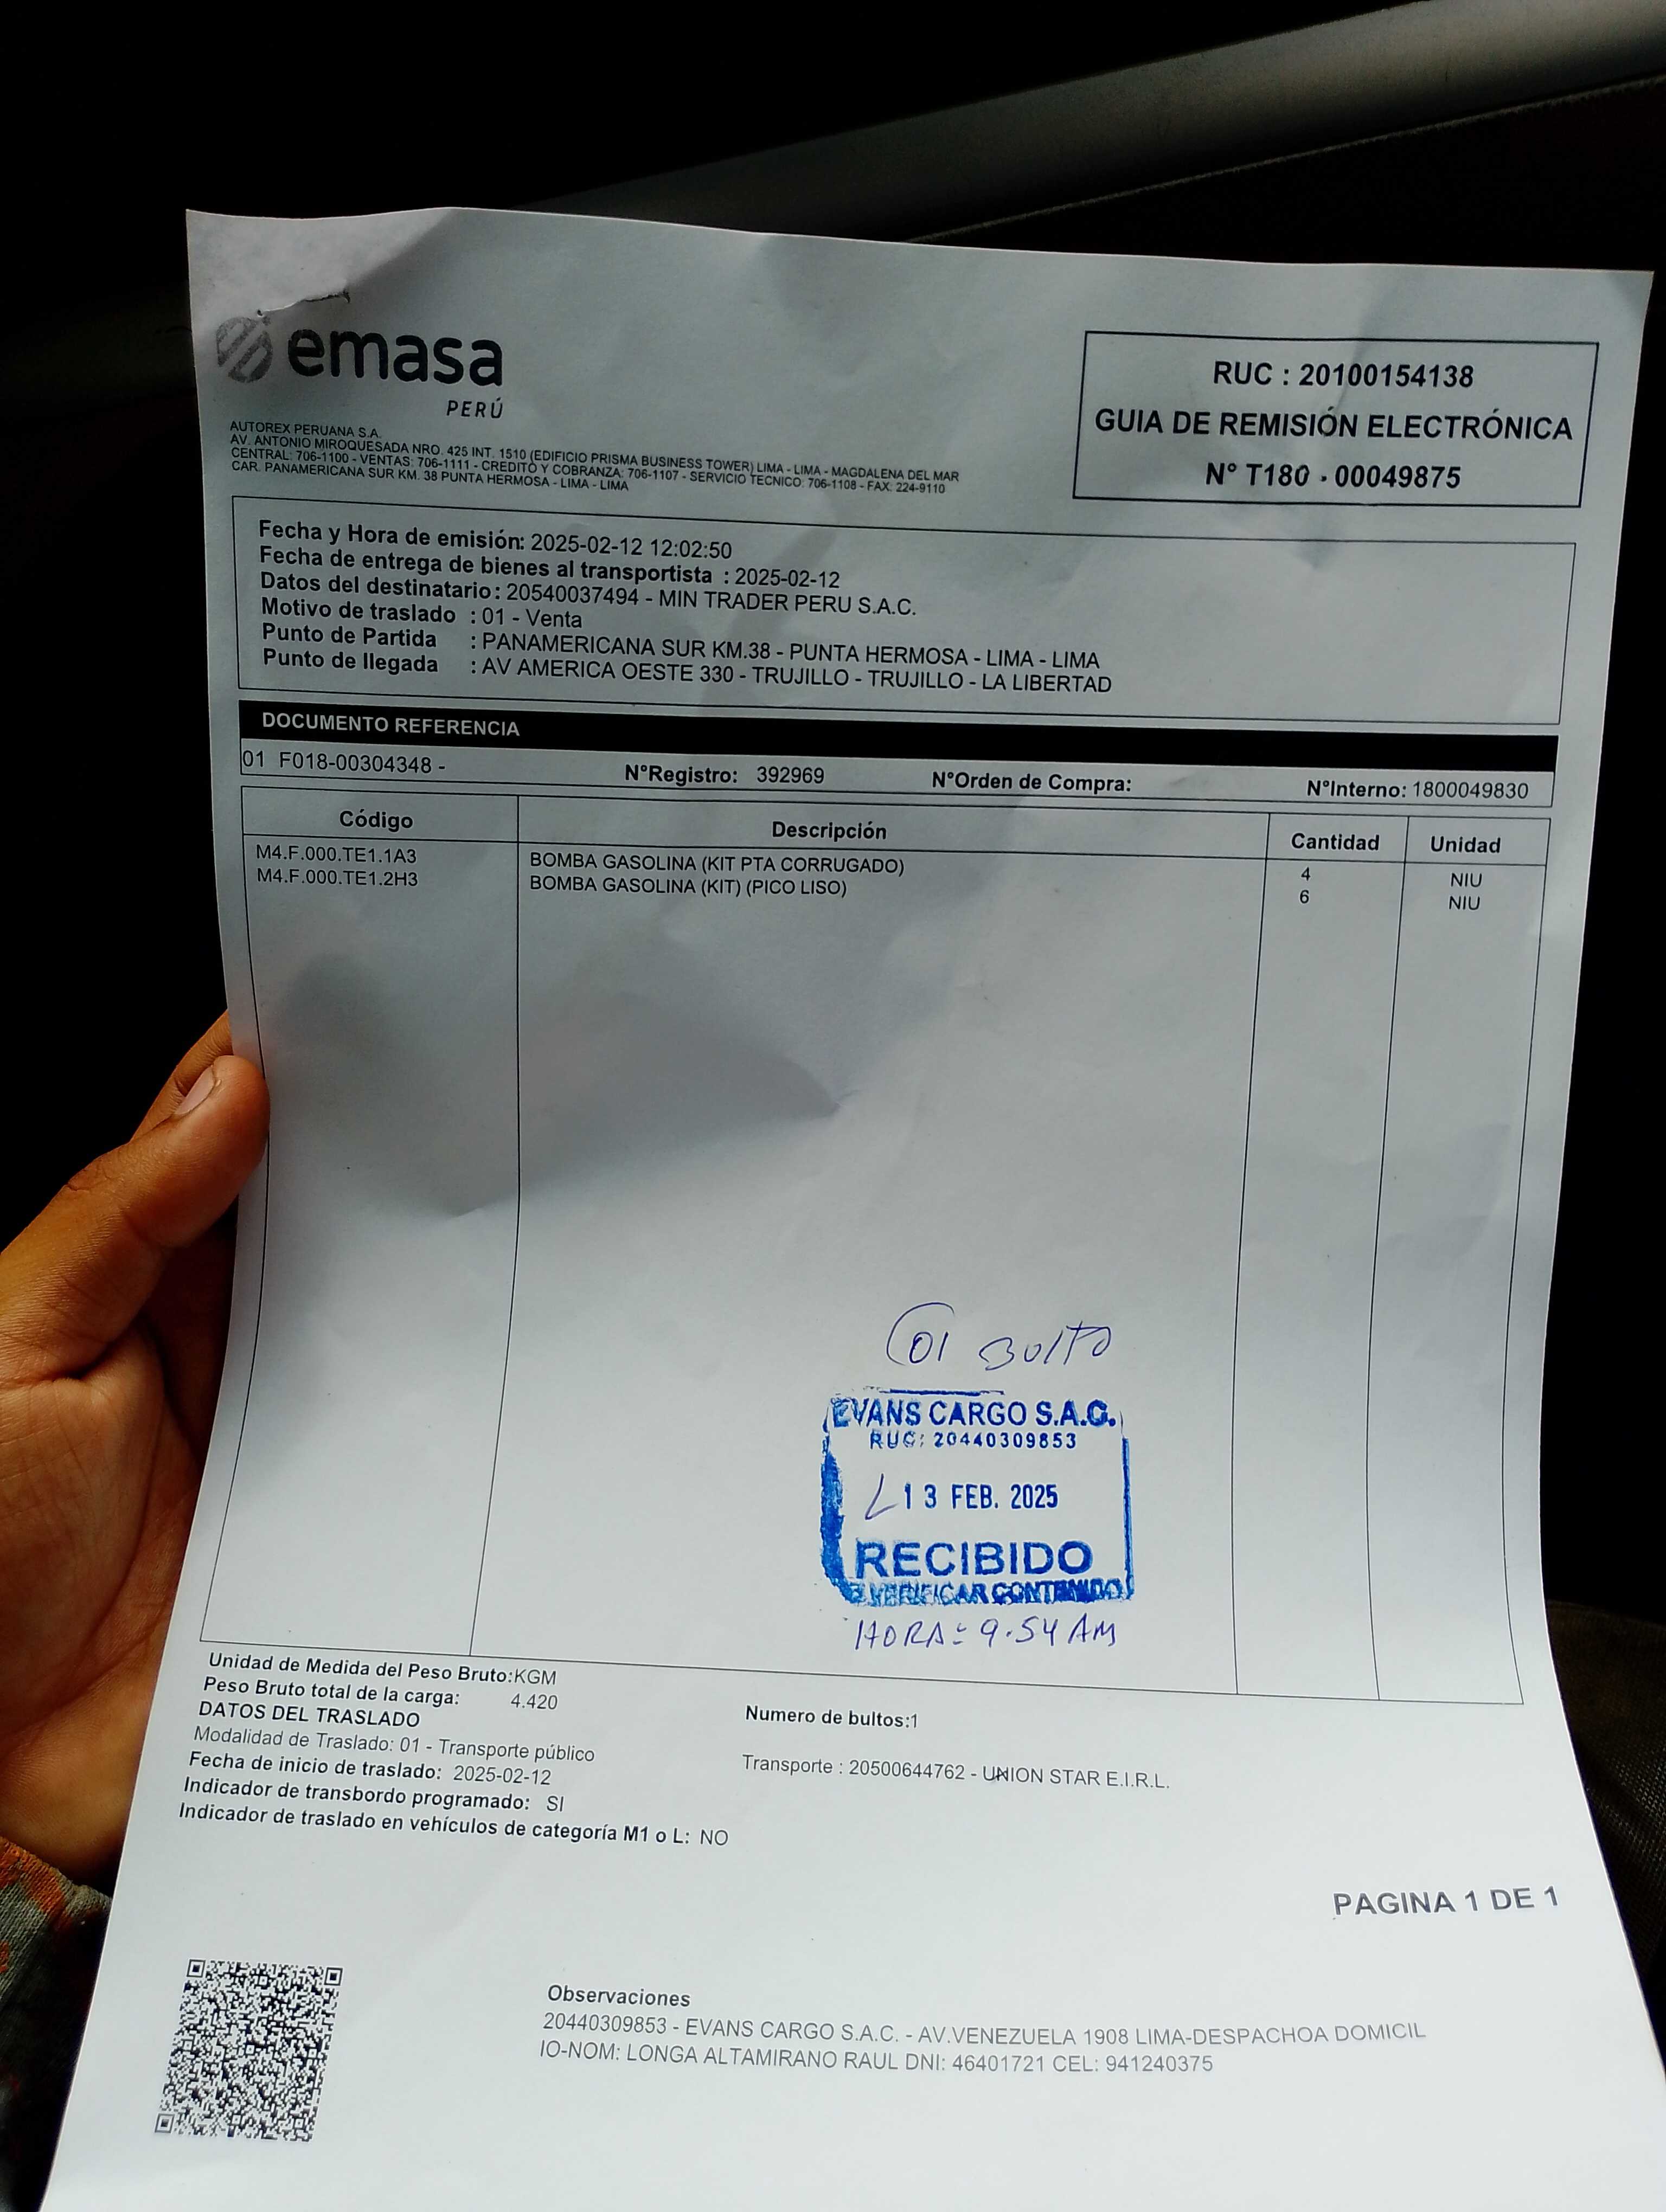 emasa
PERÚ
AUTOREX PERUANA S.A.
AV. ANTONIO MIROQUESADA NRO. 425 INT. 1510 (EDIFICIO PRISMA BUSINESS TOWER) LIMA - LIMA - MAGDALENA DEL MAR
CENTRAL: 706-1100 - VENTAS: 706-1111 - CREDITO Y COBRANZA: 706-1107 - SERVICIO TECNICO: 706-1108 - FAX: 224-9110
CAR. PANAMERICANA SUR KM. 38 PUNTA HERMOSA - LIMA - LIMA
RUC : 20100154138
GUIA DE REMISIÓN ELECTRÓNICA
N° T180 - 00049875
Fecha y Hora de emisión: 2025-02-12 12:02:50
Fecha de entrega de bienes al transportista : 2025-02-12
Datos del destinatario: 20540037494 - MIN TRADER PERU S.A.C.
Motivo de traslado : 01 - Venta
Punto de Partida : PANAMERICANA SUR KM.38 - PUNTA HERMOSA - LIMA - LIMA
Punto de llegada : AV AMERICA OESTE 330 - TRUJILLO - TRUJILLO - LA LIBERTAD
DOCUMENTO REFERENCIA
01 F018-00304348 - N°Registro: 392969 N°Orden de Compra: N°Interno: 1800049830
Código Descripción Cantidad Unidad
M4.F.000.TE1.1A3 BOMBA GASOLINA (KIT PTA CORRUGADO) 4 NIU
M4.F.000.TE1.2H3 BOMBA GASOLINA (KIT) (PICO LISO) 6 NIU
01 BULTO
EVANS CARGO S.A.C.
RUC: 20440309853
13 FEB. 2025
RECIBIDO
VERIFICAR CONTENIDO
HORA: 9.54 AM
Unidad de Medida del Peso Bruto:KGM
Peso Bruto total de la carga: 4.420
Numero de bultos:1
DATOS DEL TRASLADO
Modalidad de Traslado: 01 - Transporte público
Transporte : 20500644762 - UNION STAR E.I.R.L.
Fecha de inicio de traslado: 2025-02-12
Indicador de transbordo programado: SI
Indicador de traslado en vehículos de categoría M1 o L: NO
PAGINA 1 DE 1
Observaciones
20440309853 - EVANS CARGO S.A.C. - AV.VENEZUELA 1908 LIMA-DESPACHOA DOMICIL
IO-NOM: LONGA ALTAMIRANO RAUL DNI: 46401721 CEL: 941240375